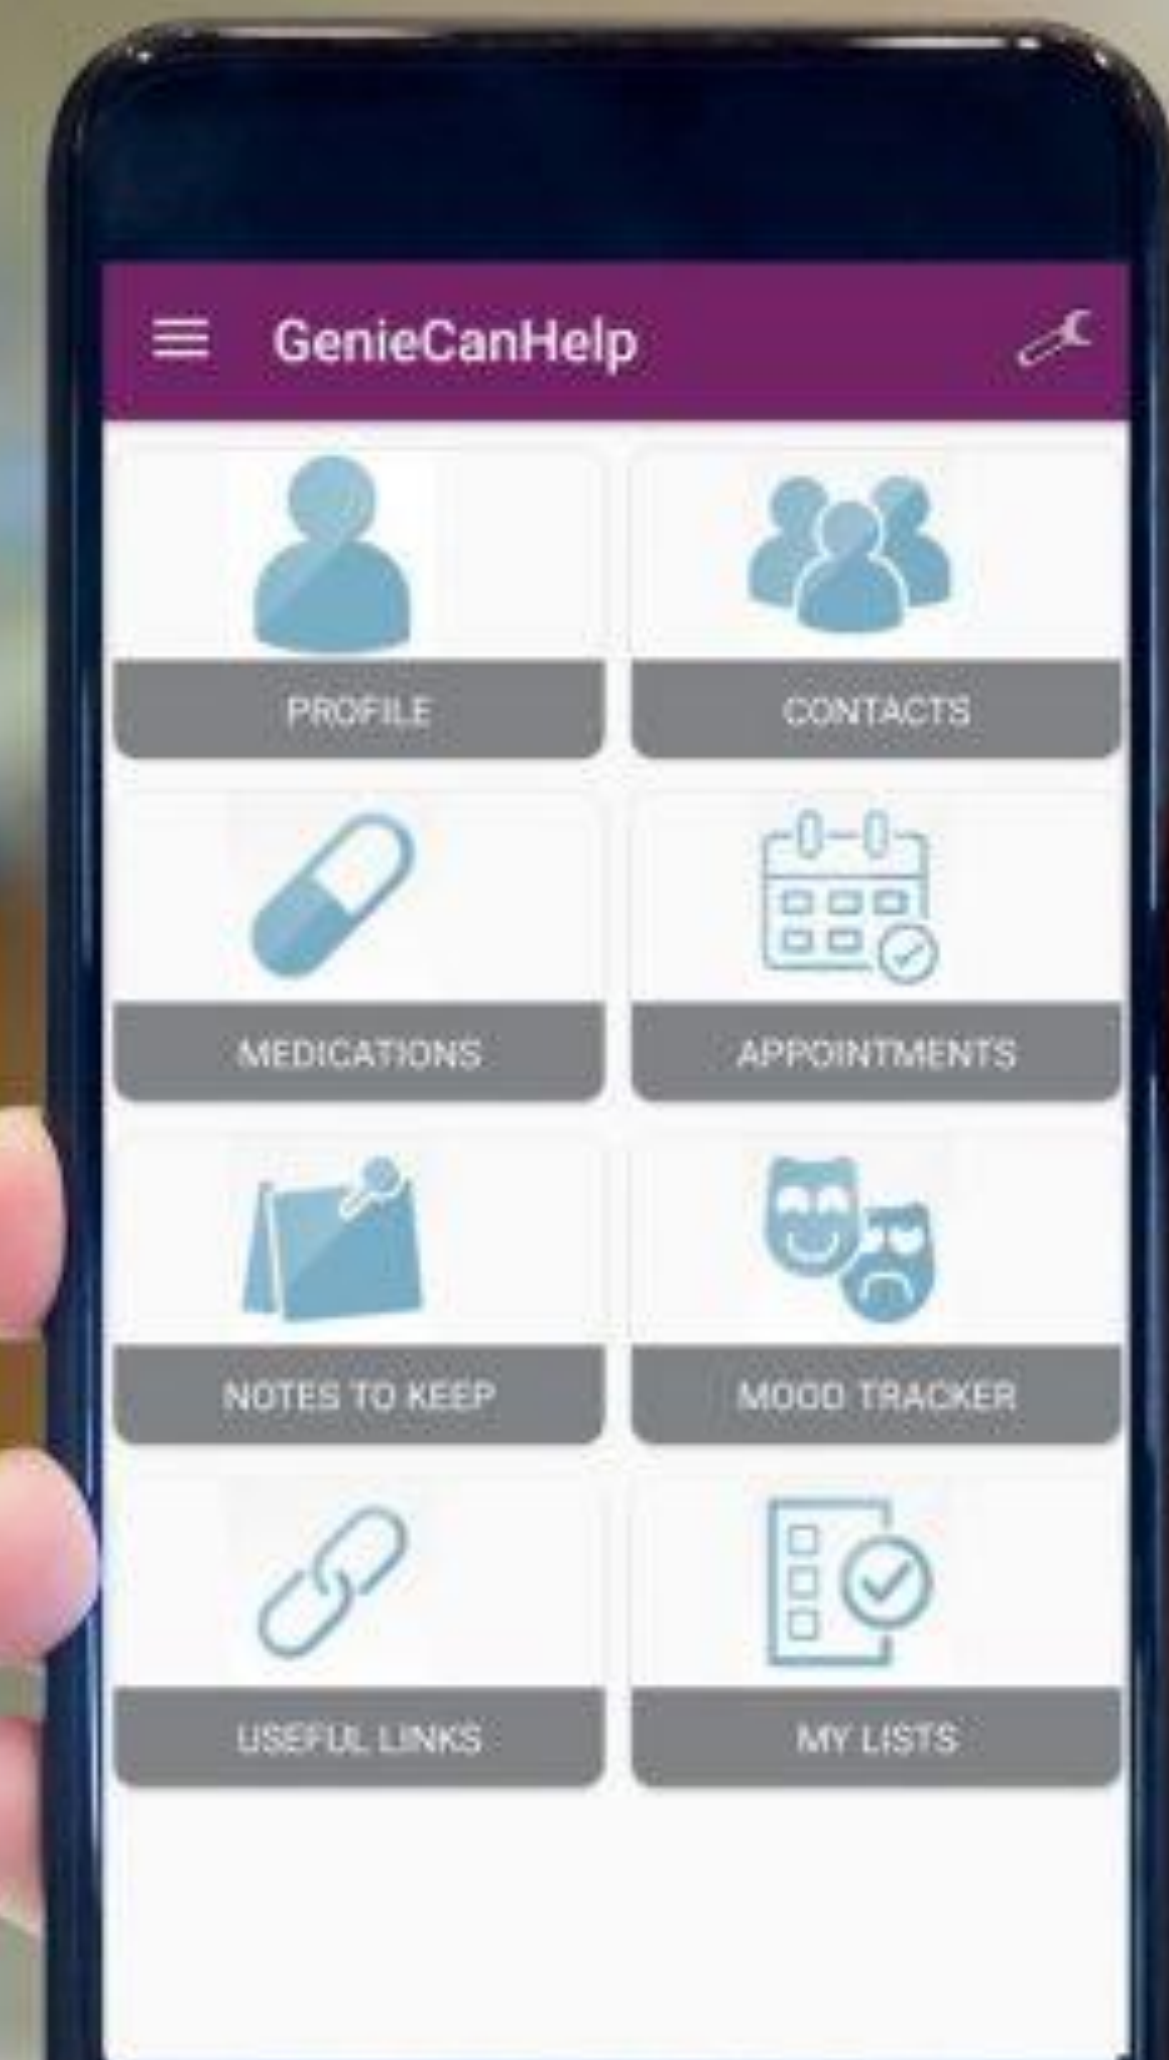 GenieCanHelp
PROFILE
CONTACTS
MEDICATIONS
APPOINTMENTS
NOTES TO KEEP
MOOD TRACKER
USEFUL LINKS
MY LISTS